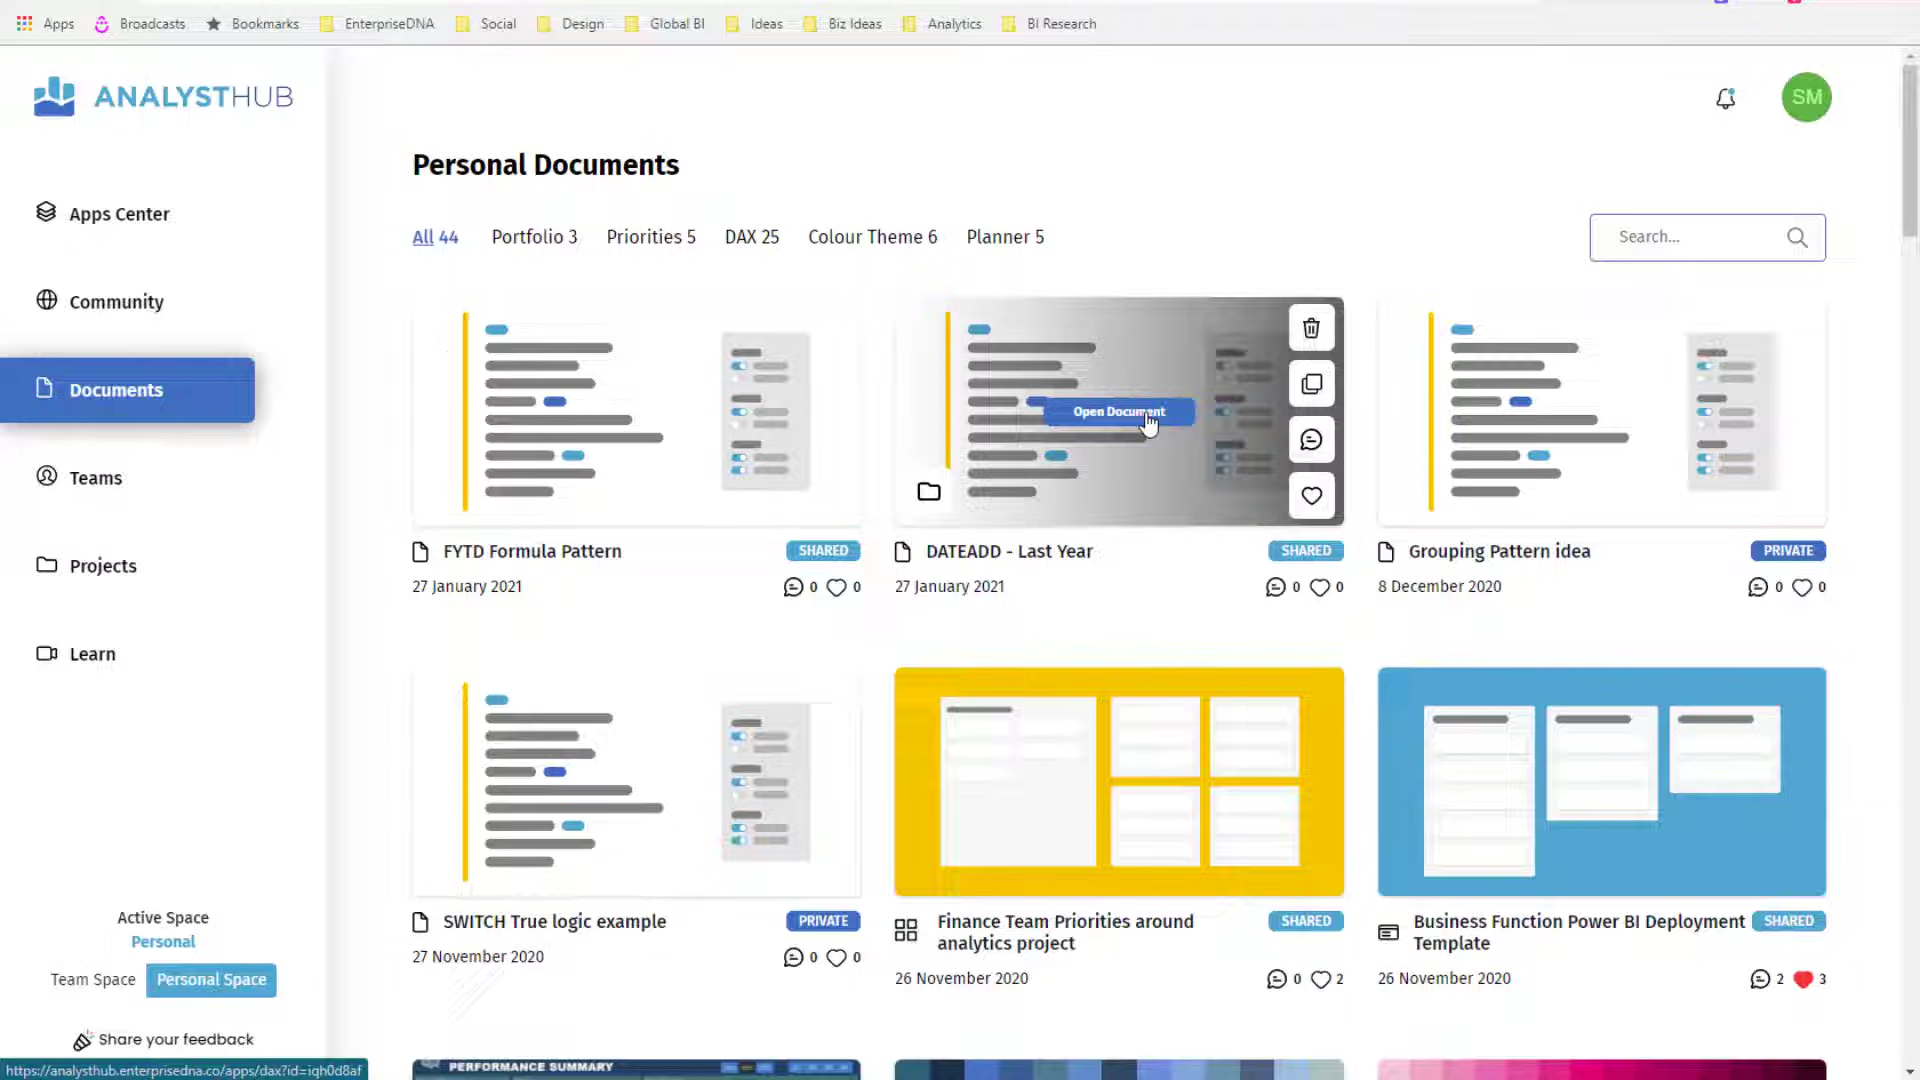 Apps Broadcasts Bookmarks EnterpriseDNA Social Design Global BI Ideas Biz Ideas Analytics BI Research
ANALYSTHUB
SM
Personal Documents
Apps Center
All 44 Portfolio 3 Priorities 5 DAX 25 Colour Theme 6 Planner 5
Search...
Community
Documents
Open Document
Teams
FYTD Formula Pattern SHARED
27 January 2021 0 0
DATEADD - Last Year SHARED
27 January 2021 0 0
Grouping Pattern idea PRIVATE
8 December 2020 0 0
Projects
Learn
SWITCH True logic example PRIVATE
27 November 2020 0 0
Finance Team Priorities around SHARED
analytics project
26 November 2020 0 2
Business Function Power BI Deployment SHARED
Template
26 November 2020 2 3
Active Space
Personal
Team Space Personal Space
Share your feedback
PERFORMANCE SUMMARY
https://analysthub.enterprisedna.co/apps/dax?id=iqh0d8af